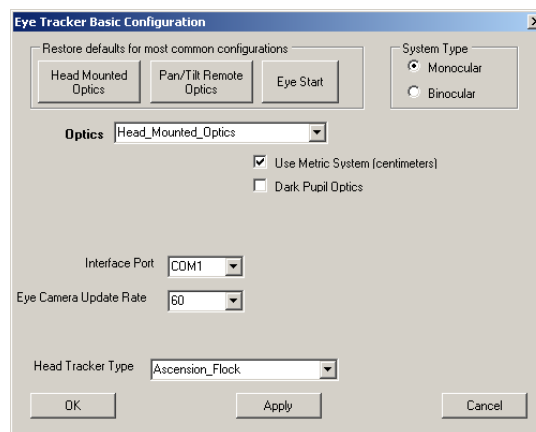 Eye Tracker Basic Configuration
Restore defaults for most common configurations
System Type
Head Mounted
Optics
Pan/Tilt Remote
Optics
Eye Start
Monocular
Binocular
Optics
Head_Mounted_Optics
Use Metric System (centimeters)
Dark Pupil Optics
Interface Port
COM1
Eye Camera Update Rate
60
Head Tracker Type
Ascension_Flock
OK
Apply
Cancel